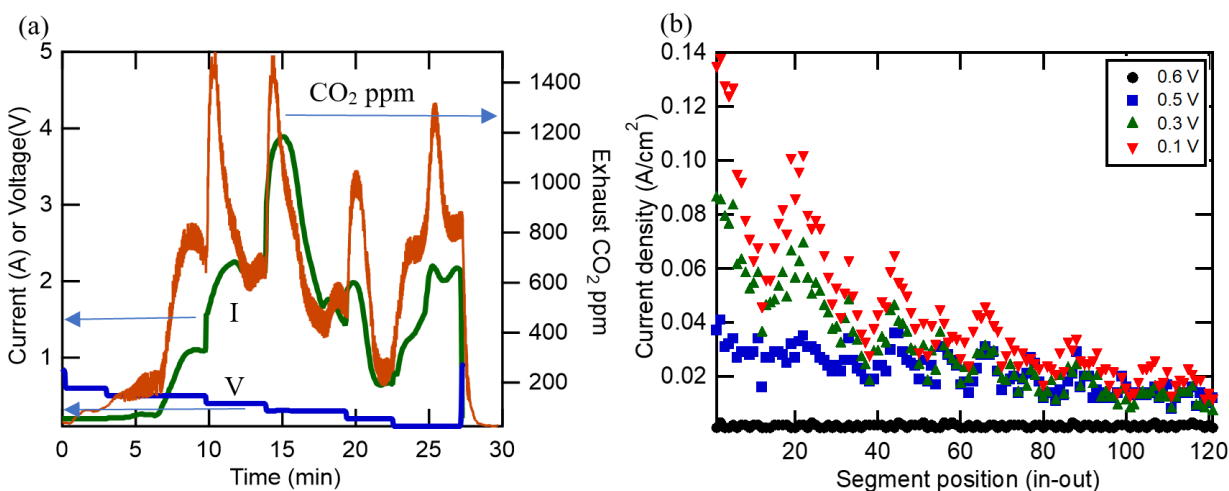 (a)
5
4
3
2
1
Current (A) or Voltage(V)
0 5 10 15 20 25 30
Time (min)
1400
1200
1000
800
600
400
200
Exhaust CO₂ ppm
CO₂ ppm
I
V
(b)
0.14
0.12
0.10
0.08
0.06
0.04
0.02
Current density (A/cm²)
20 40 60 80 100 120
Segment position (in-out)
0.6 V
0.5 V
0.3 V
0.1 V